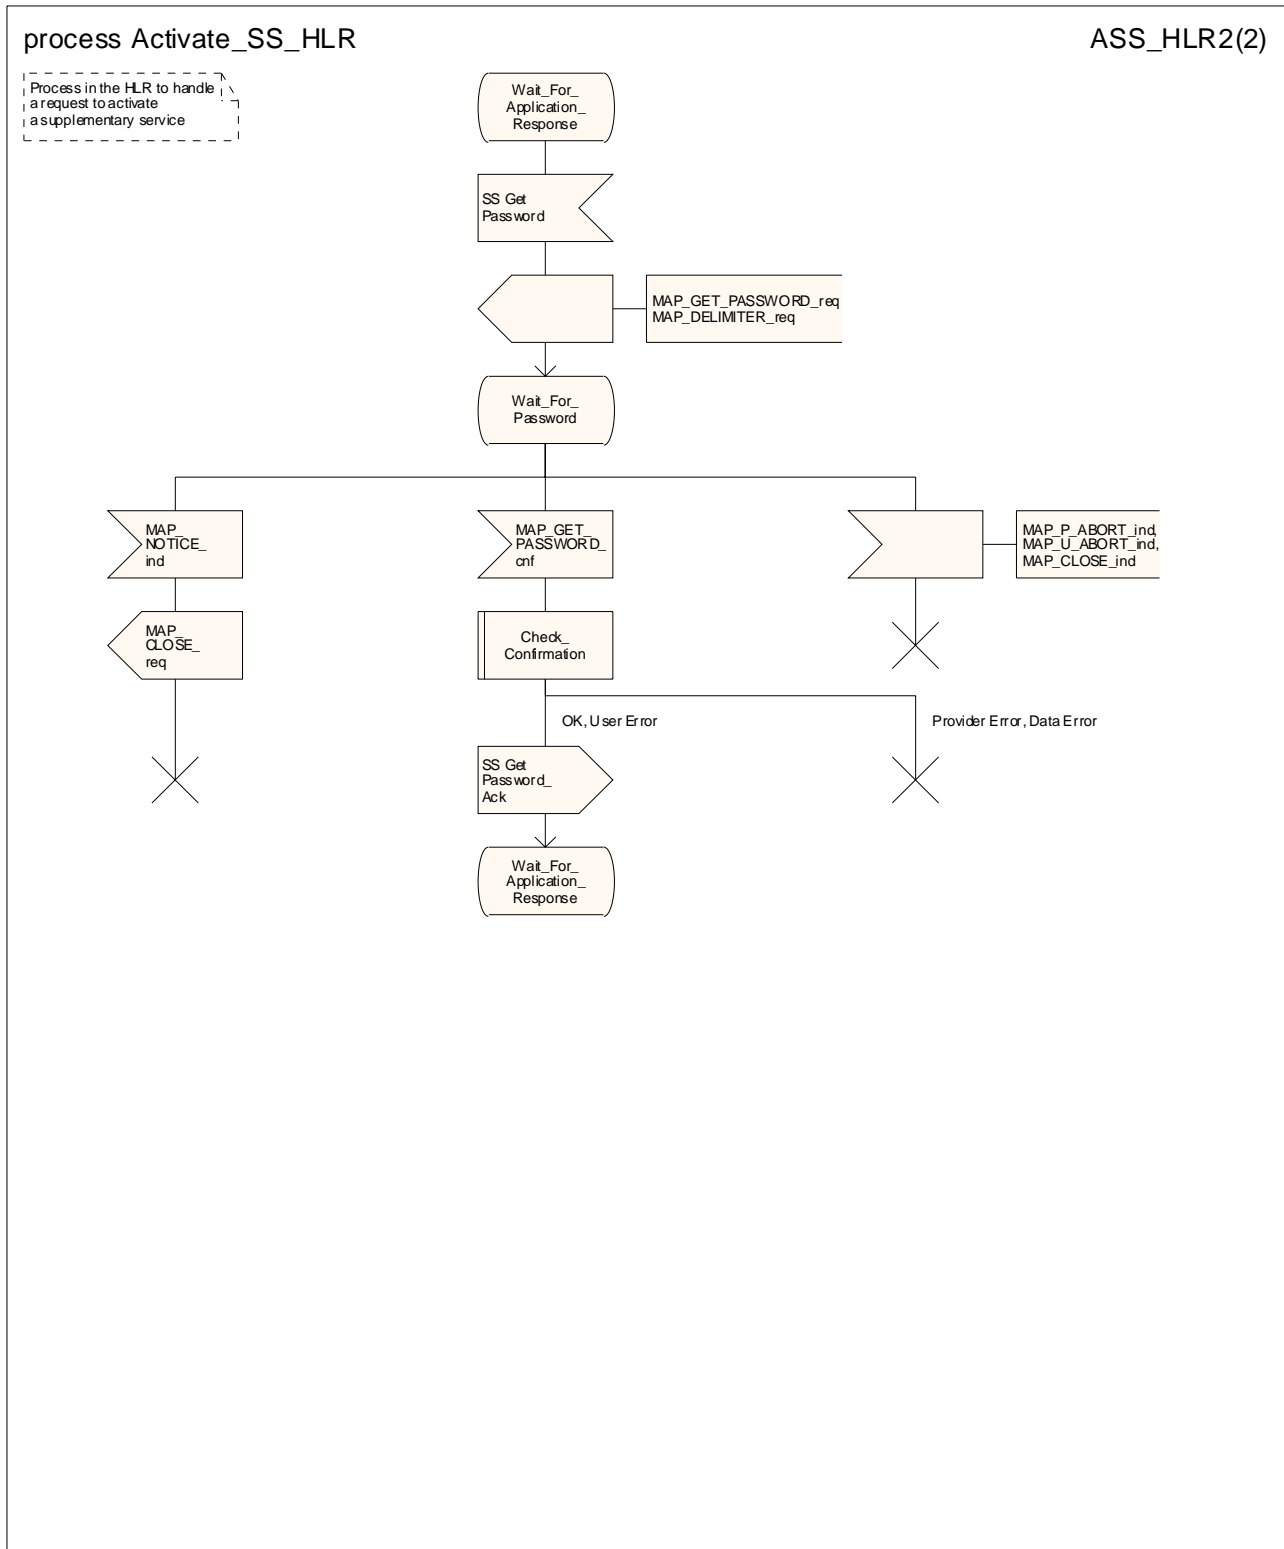 process Activate_SS_HLR
ASS_HLR2(2)
Process in the HLR to handle
a request to activate
a supplementary service
Wait_For_
Application_
Response
SS Get
Password
MAP_GET_PASSWORD_req
MAP_DELIMITER_req
Wait_For_
Password
MAP_
NOTICE_
ind
MAP_GET_
PASSWORD_
cnf
MAP_P_ABORT_ind,
MAP_U_ABORT_ind,
MAP_CLOSE_ind
MAP_
CLOSE_
req
Check_
Confirmation
OK, User Error
Provider Error, Data Error
SS Get
Password_
Ack
Wait_For_
Application_
Response